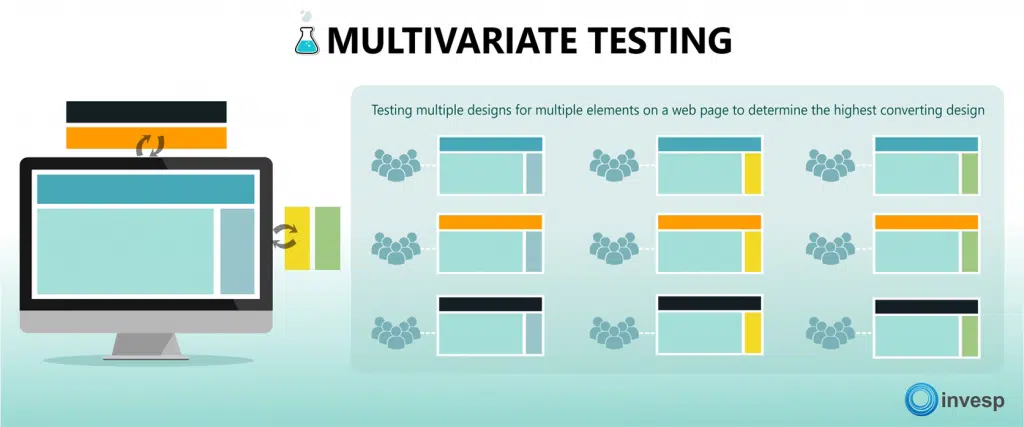 MULTIVARIATE TESTING
Testing multiple designs for multiple elements on a web page to determine the highest converting design
invesp